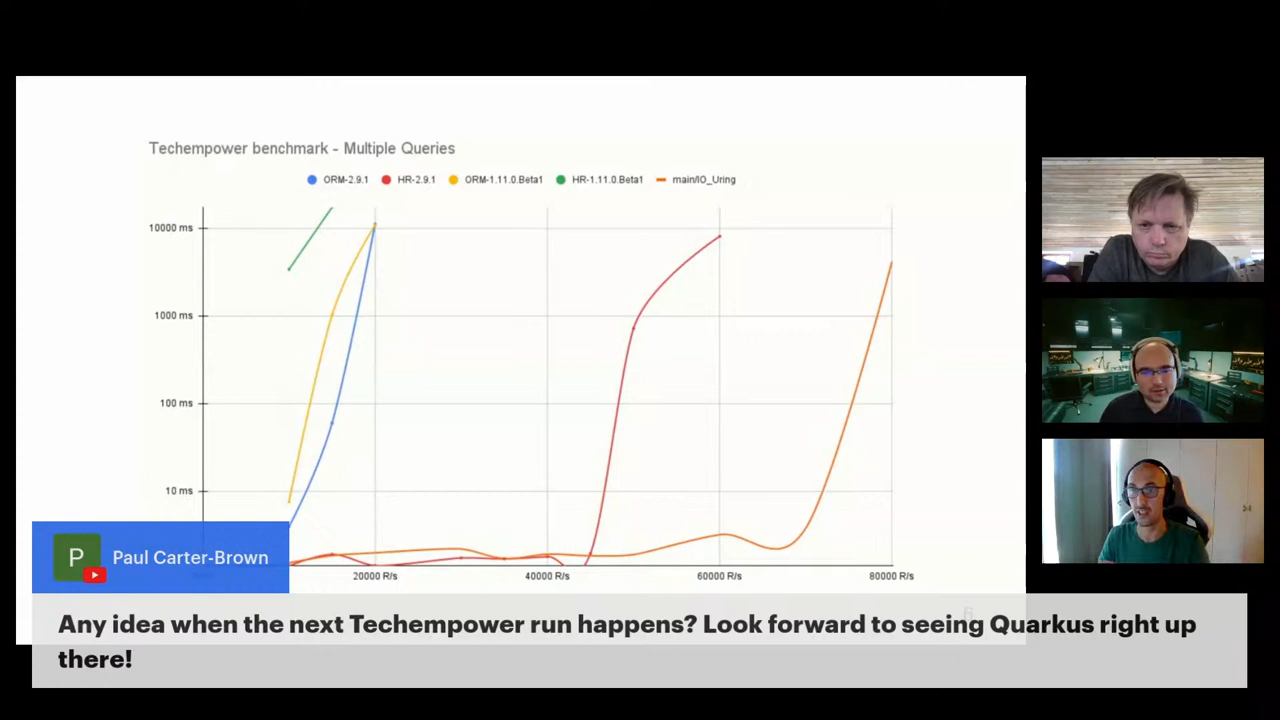 Techempower benchmark - Multiple Queries
ORM-2.9.1 HR-2.9.1 ORM-1.11.0.Beta1 HR-1.11.0.Beta1 main/IO_Uring
10000 ms
1000 ms
100 ms
10 ms
20000 R/s 40000 R/s 60000 R/s 80000 R/s
P Paul Carter-Brown
Any idea when the next Techempower run happens? Look forward to seeing Quarkus right up
there!